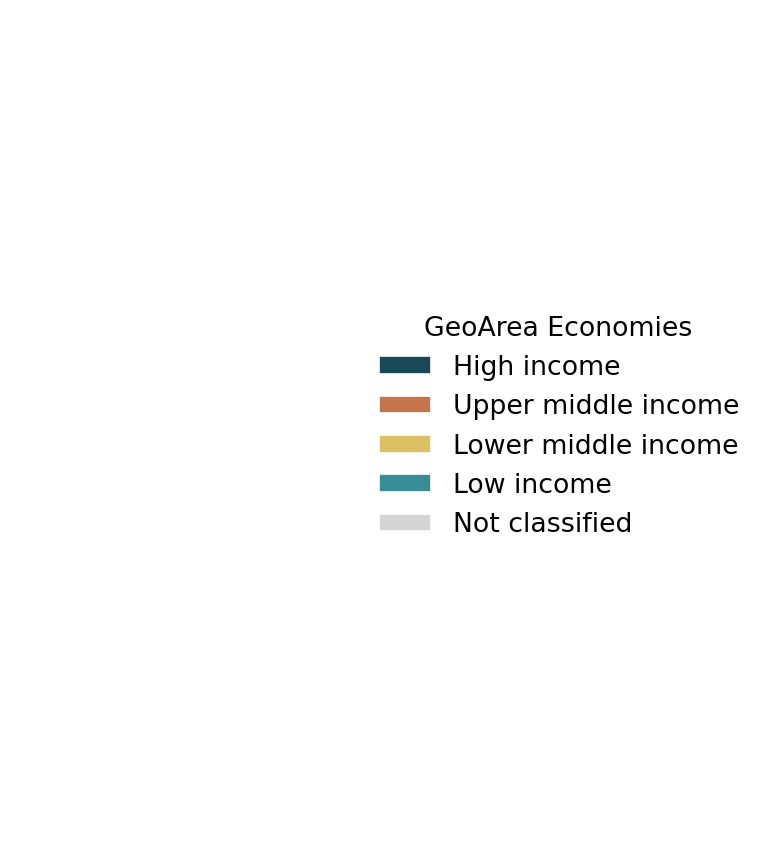 GeoArea Economies
High income
Upper middle income
Lower middle income
Low income
Not classified